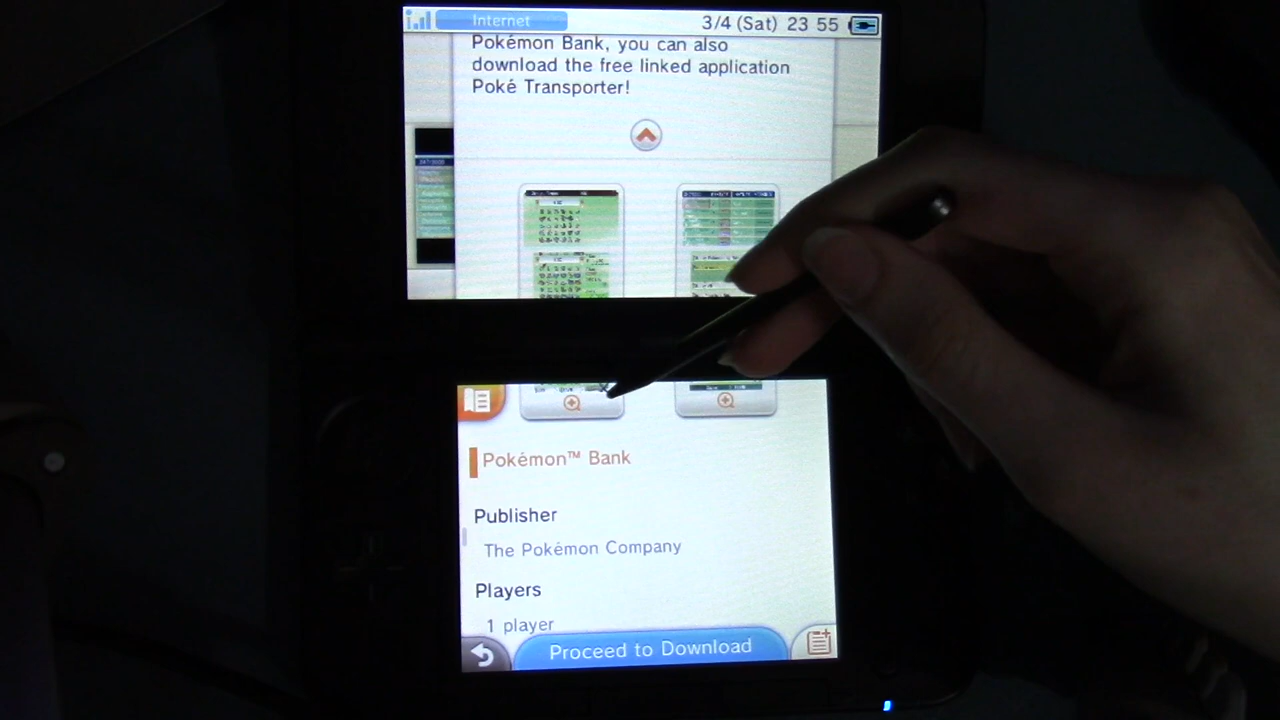 Internet
3/4 (Sat) 23 55
Pokémon Bank, you can also
download the free linked application
Poké Transporter!
Pokémon™ Bank
Publisher
The Pokémon Company
Players
1 player
Proceed to Download